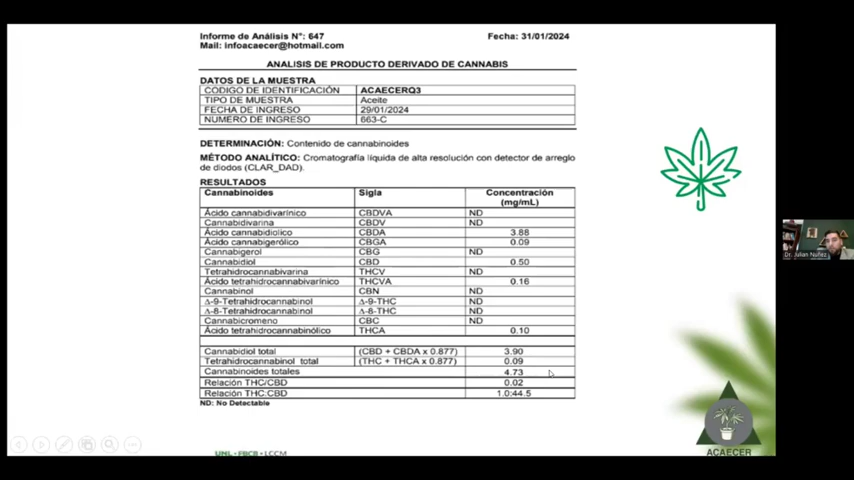 Informe de Análisis N°: 647 Fecha: 31/01/2024
Mail: infoacaecer@hotmail.com
ANALISIS DE PRODUCTO DERIVADO DE CANNABIS
DATOS DE LA MUESTRA
CODIGO DE IDENTIFICACIÓN ACAECERQ3
TIPO DE MUESTRA Aceite
FECHA DE INGRESO 29/01/2024
NUMERO DE INGRESO 663-C
DETERMINACIÓN: Contenido de cannabinoides
MÉTODO ANALÍTICO: Cromatografía líquida de alta resolución con detector de arreglo
de diodos (CLAR_DAD).
RESULTADOS
Cannabinoides Sigla Concentración
(mg/mL)
Ácido cannabidivarínico CBDVA ND
Cannabidivarina CBDV ND
Ácido cannabidiolico CBDA 3.88
Ácido cannabigerólico CBGA 0.09
Cannabigerol CBG ND
Cannabidiol CBD 0.50
Tetrahidrocannabivarina THCV ND
Ácido tetrahidrocannabivarínico THCVA 0.16
Cannabinol CBN ND
Δ-9-Tetrahidrocannabinol Δ-9-THC ND
Δ-8-Tetrahidrocannabinol Δ-8-THC ND
Cannabicromeno CBC ND
Ácido tetrahidrocannabinólico THCA 0.10
Cannabidiol total (CBD + CBDA x 0.877) 3.90
Tetrahidrocannabinol total (THC + THCA x 0.877) 0.09
Cannabinoides totales 4.73
Relación THC/CBD 0.02
Relación THC:CBD 1.0:44.5
ND: No Detectable
UNL • FBCB • LCCM
ACAECER
Dr. Julian Nuñez